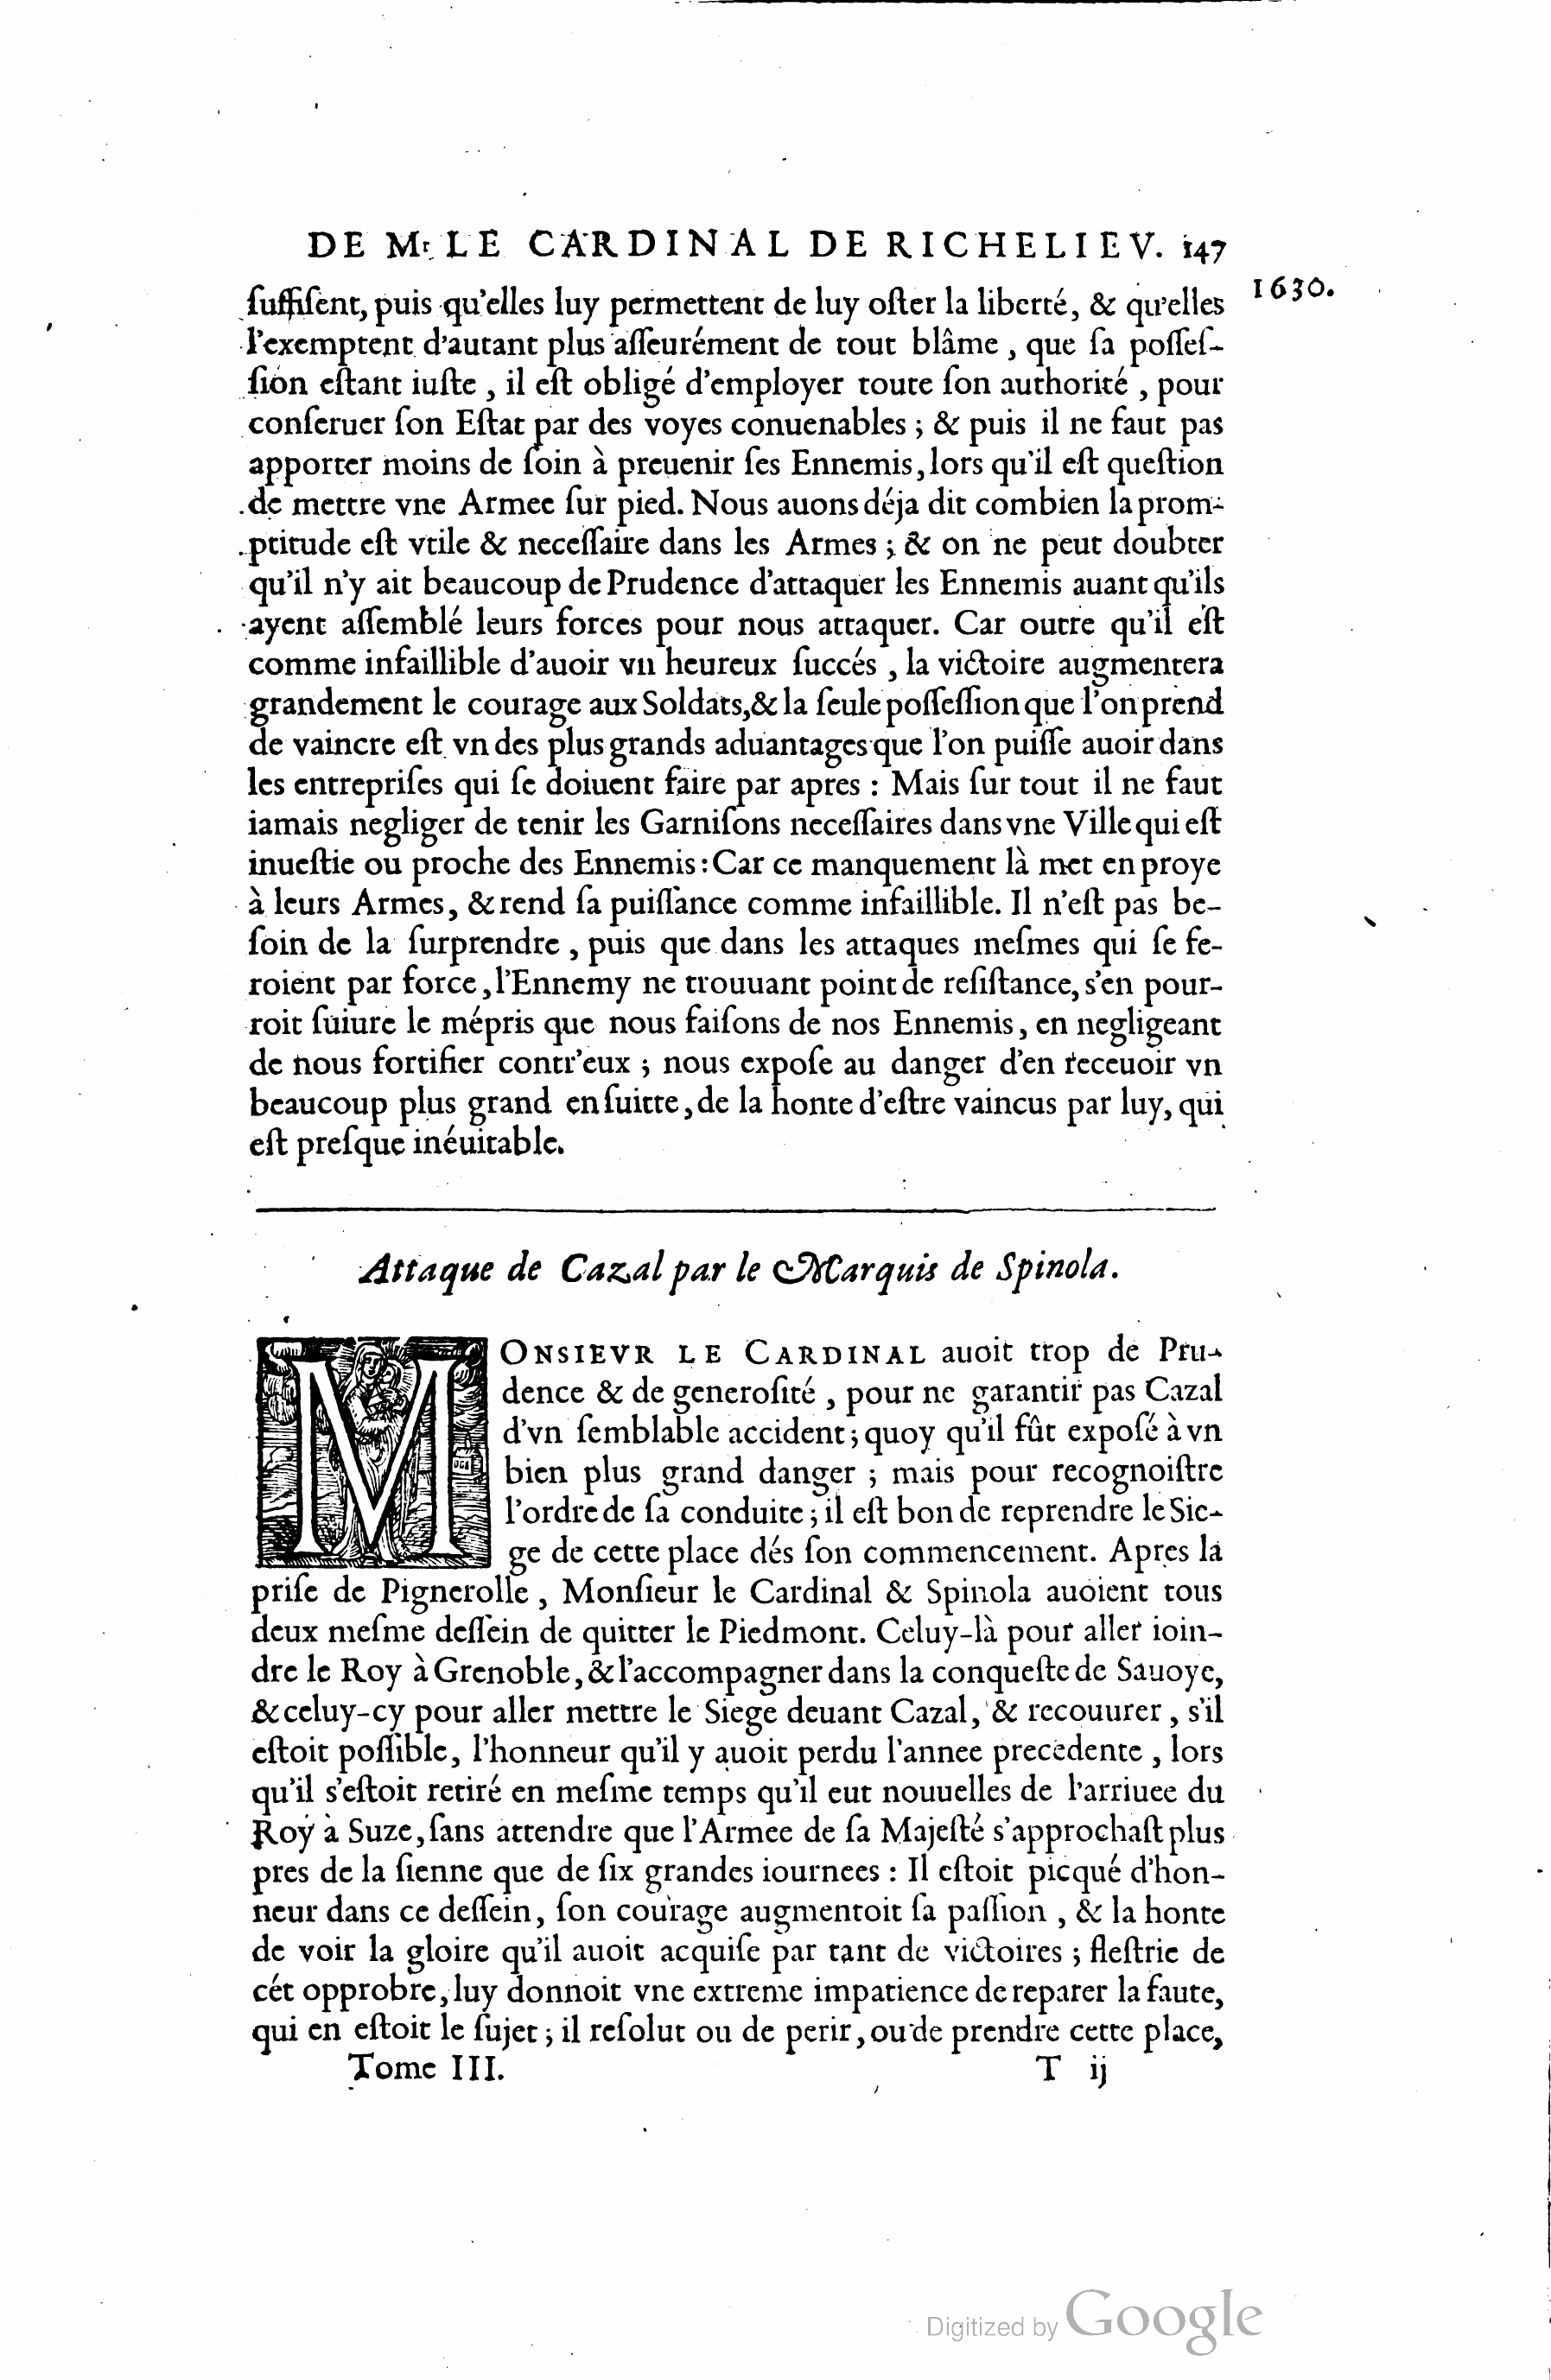 DE Mr. LE CARDINAL DE RICHELIEV. 147
1630.
ſuffiſent, puis qu'elles luy permettent de luy oſter la liberté, & qu'elles
l'exemptent d'autant plus aſſeurément de tout blâme, que ſa poſſeſ-
ſion eſtant iuſte, il eſt obligé d'employer toute ſon authorité, pour
conſeruer ſon Eſtat par des voyes conuenables; & puis il ne faut pas
apporter moins de ſoin à preuenir ſes Ennemis, lors qu'il eſt queſtion
de mettre vne Armee ſur pied. Nous auons déja dit combien la prom-
ptitude eſt vtile & neceſſaire dans les Armes; & on ne peut doubter
qu'il n'y ait beaucoup de Prudence d'attaquer les Ennemis auant qu'ils
ayent aſſemblé leurs forces pour nous attaquer. Car outre qu'il eſt
comme infaillible d'auoir vn heureux ſuccés, la victoire augmentera
grandement le courage aux Soldats, & la ſeule poſſeſſion que l'on prend
de vaincre eſt vn des plus grands aduantages que l'on puiſſe auoir dans
les entrepriſes qui ſe doiuent faire par apres: Mais ſur tout il ne faut
iamais negliger de tenir les Garniſons neceſſaires dans vne Ville qui eſt
inueſtie ou proche des Ennemis: Car ce manquement là met en proye
à leurs Armes, & rend ſa puiſſance comme infaillible. Il n'eſt pas be-
ſoin de la ſurprendre, puis que dans les attaques meſmes qui ſe fe-
roient par force, l'Ennemy ne trouuant point de reſiſtance, s'en pour-
roit ſuiure le mépris que nous faiſons de nos Ennemis, en negligeant
de nous fortifier contr'eux; nous expoſe au danger d'en receuoir vn
beaucoup plus grand enſuitte, de la honte d'eſtre vaincus par luy, qui
eſt preſque inéuitable.
Attaque de Cazal par le Marquis de Spinola.
MONSIEVR LE CARDINAL auoit trop de Pru-
dence & de generoſité, pour ne garantir pas Cazal
d'vn ſemblable accident; quoy qu'il fût expoſé à vn
bien plus grand danger; mais pour recognoiſtre
l'ordre de ſa conduite; il eſt bon de reprendre le Sie-
ge de cette place dés ſon commencement. Apres la
priſe de Pignerolle, Monſieur le Cardinal & Spinola auoient tous
deux meſme deſſein de quitter le Piedmont. Celuy-là pour aller ioin-
dre le Roy à Grenoble, & l'accompagner dans la conqueſte de Sauoye,
& celuy-cy pour aller mettre le Siege deuant Cazal, & recouurer, s'il
eſtoit poſſible, l'honneur qu'il y auoit perdu l'annee precedente, lors
qu'il s'eſtoit retiré en meſme temps qu'il eut nouuelles de l'arriuee du
Roy à Suze, ſans attendre que l'Armee de ſa Majeſté s'approchaſt plus
pres de la ſienne que de ſix grandes iournees: Il eſtoit picqué d'hon-
neur dans ce deſſein, ſon courage augmentoit ſa paſſion, & la honte
de voir la gloire qu'il auoit acquiſe par tant de victoires; fleſtrie de
cét opprobre, luy donnoit vne extreme impatience de reparer la faute,
qui en eſtoit le ſujet; il reſolut ou de perir, ou de prendre cette place,
Tome III. T ij
Digitized by Google